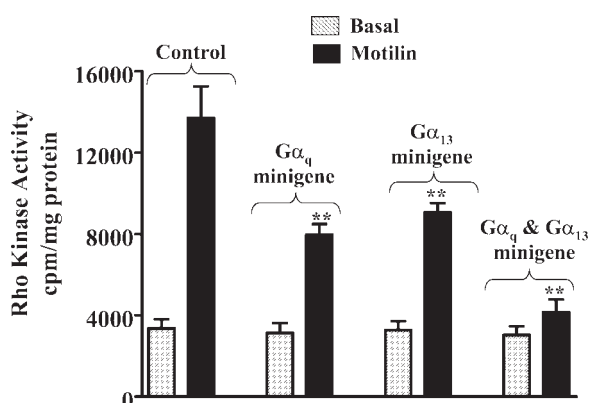 Basal
Motilin
Control
16000
12000
8000
4000
0
Rho Kinase Activity
cpm/mg protein
Gαq
minigene
**
Gα13
minigene
**
Gαq & Gα13
minigene
**